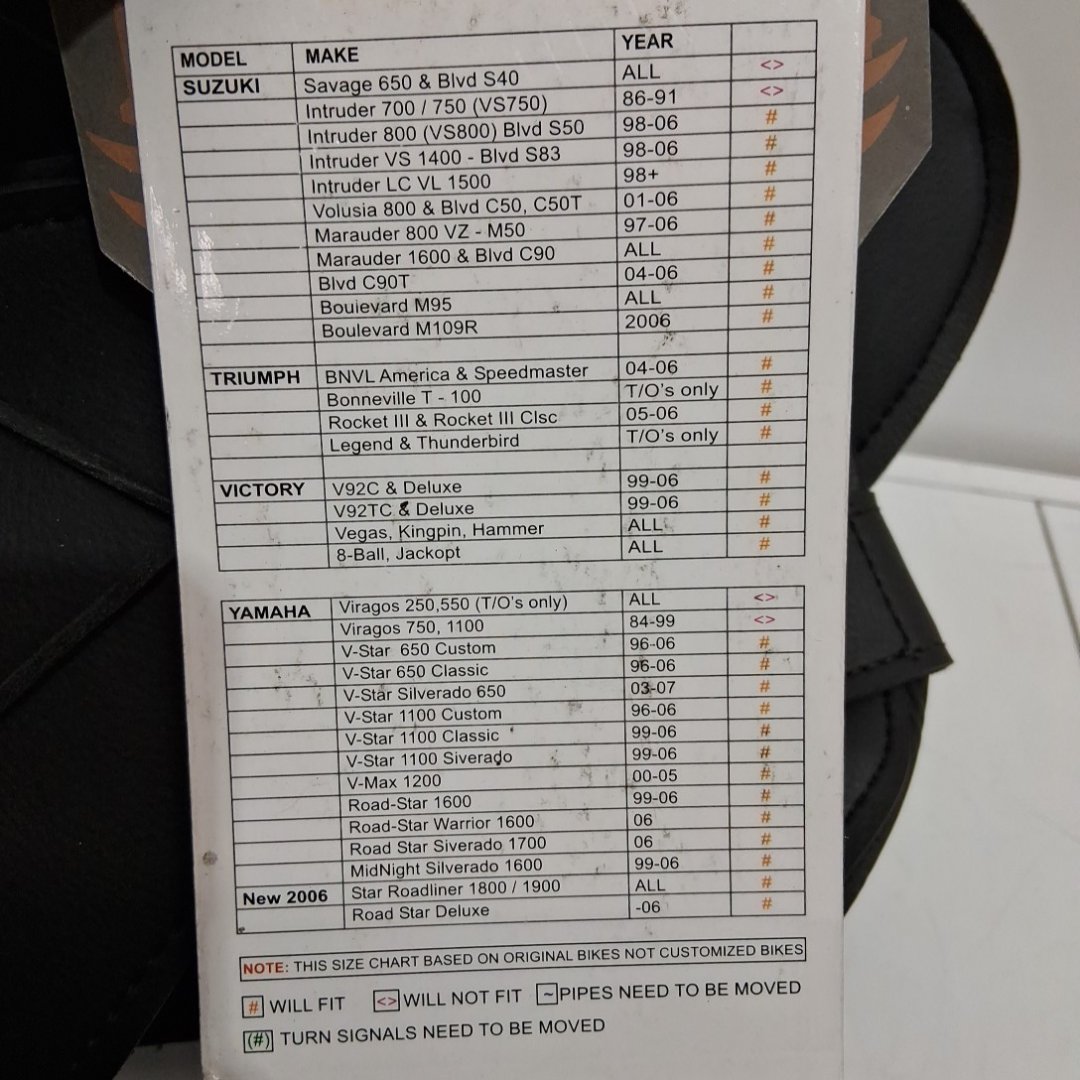 MODEL MAKE YEAR
SUZUKI Savage 650 & Blvd S40 ALL <>
Intruder 700 / 750 (VS750) 86-91 <>
Intruder 800 (VS800) Blvd S50 98-06 #
Intruder VS 1400 - Blvd S83 98-06 #
Intruder LC VL 1500 98+ #
Volusia 800 & Blvd C50, C50T 01-06 #
Marauder 800 VZ - M50 97-06 #
Marauder 1600 & Blvd C90 ALL #
Blvd C90T 04-06 #
Bouievard M95 ALL #
Boulevard M109R 2006 #
TRIUMPH BNVL America & Speedmaster 04-06 #
Bonneville T - 100 T/O's only #
Rocket III & Rocket III Clsc 05-06 #
Legend & Thunderbird T/O's only #
VICTORY V92C & Deluxe 99-06 #
V92TC & Deluxe 99-06 #
Vegas, Kingpin, Hammer ALL #
8-Ball, Jackopt ALL #
YAMAHA Viragos 250,550 (T/O's only) ALL <>
Viragos 750, 1100 84-99 <>
V-Star 650 Custom 96-06 #
V-Star 650 Classic 96-06 #
V-Star Silverado 650 03-07 #
V-Star 1100 Custom 96-06 #
V-Star 1100 Classic 99-06 #
V-Star 1100 Siverado 99-06 #
V-Max 1200 00-05 #
Road-Star 1600 99-06 #
Road-Star Warrior 1600 06 #
Road Star Siverado 1700 06 #
MidNight Silverado 1600 99-06 #
New 2006 Star Roadliner 1800 / 1900 ALL #
Road Star Deluxe -06 #
NOTE: THIS SIZE CHART BASED ON ORIGINAL BIKES NOT CUSTOMIZED BIKES
# WILL FIT <> WILL NOT FIT ~ PIPES NEED TO BE MOVED
(#) TURN SIGNALS NEED TO BE MOVED